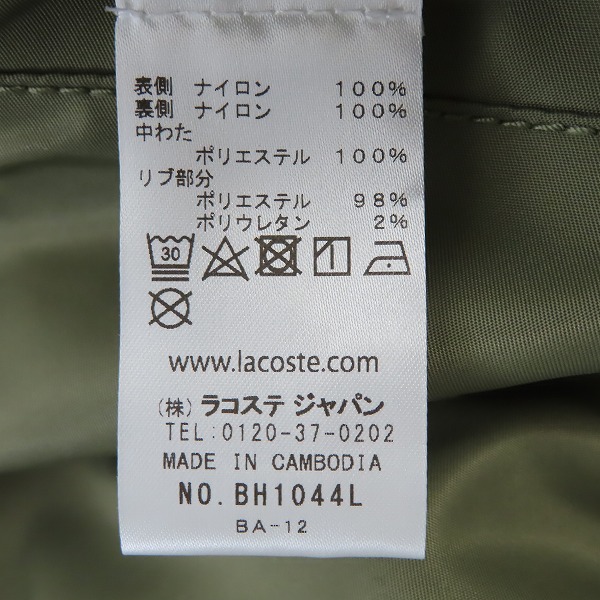 表側 ナイロン 100%
裏側 ナイロン 100%
中わた
ポリエステル 100%
リブ部分
ポリエステル 98%
ポリウレタン 2%
30
www.lacoste.com
(株) ラコステ ジャパン
TEL:0120-37-0202
MADE IN CAMBODIA
NO.BH1044L
BA-12